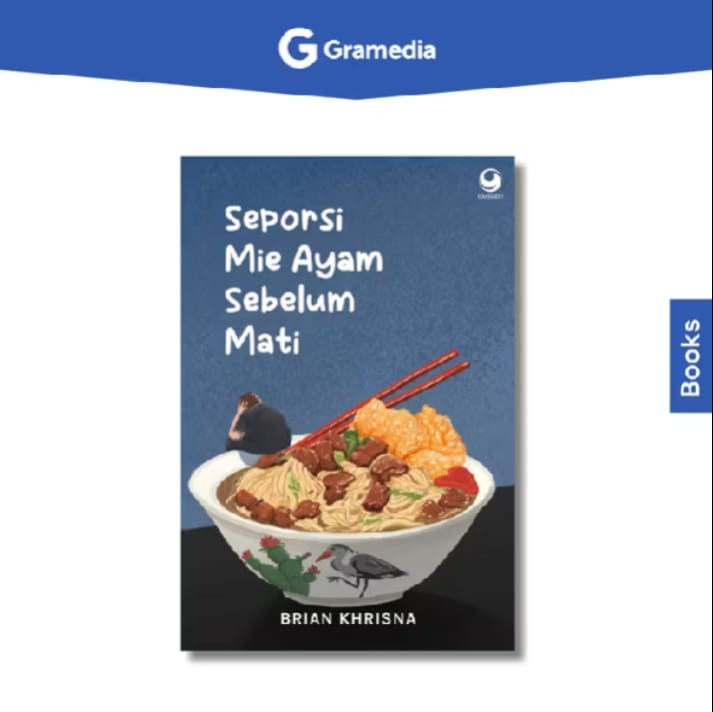 Gramedia
Seporsi
Mie Ayam
Sebelum
Mati
Books
BRIAN KHRISNA